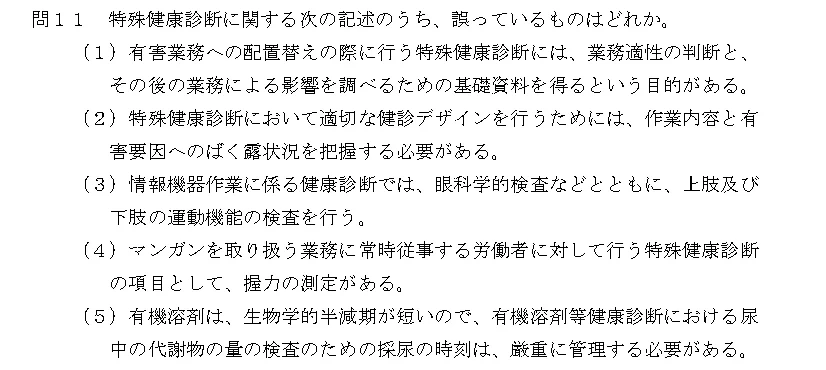 問１１　特殊健康診断に関する次の記述のうち、誤っているものはどれか。
（１）有害業務への配置替えの際に行う特殊健康診断には、業務適性の判断と、
その後の業務による影響を調べるための基礎資料を得るという目的がある。
（２）特殊健康診断において適切な健診デザインを行うためには、作業内容と有
害要因へのばく露状況を把握する必要がある。
（３）情報機器作業に係る健康診断では、眼科学的検査などとともに、上肢及び
下肢の運動機能の検査を行う。
（４）マンガンを取り扱う業務に常時従事する労働者に対して行う特殊健康診断
の項目として、握力の測定がある。
（５）有機溶剤は、生物学的半減期が短いので、有機溶剤等健康診断における尿
中の代謝物の量の検査のための採尿の時刻は、厳重に管理する必要がある。